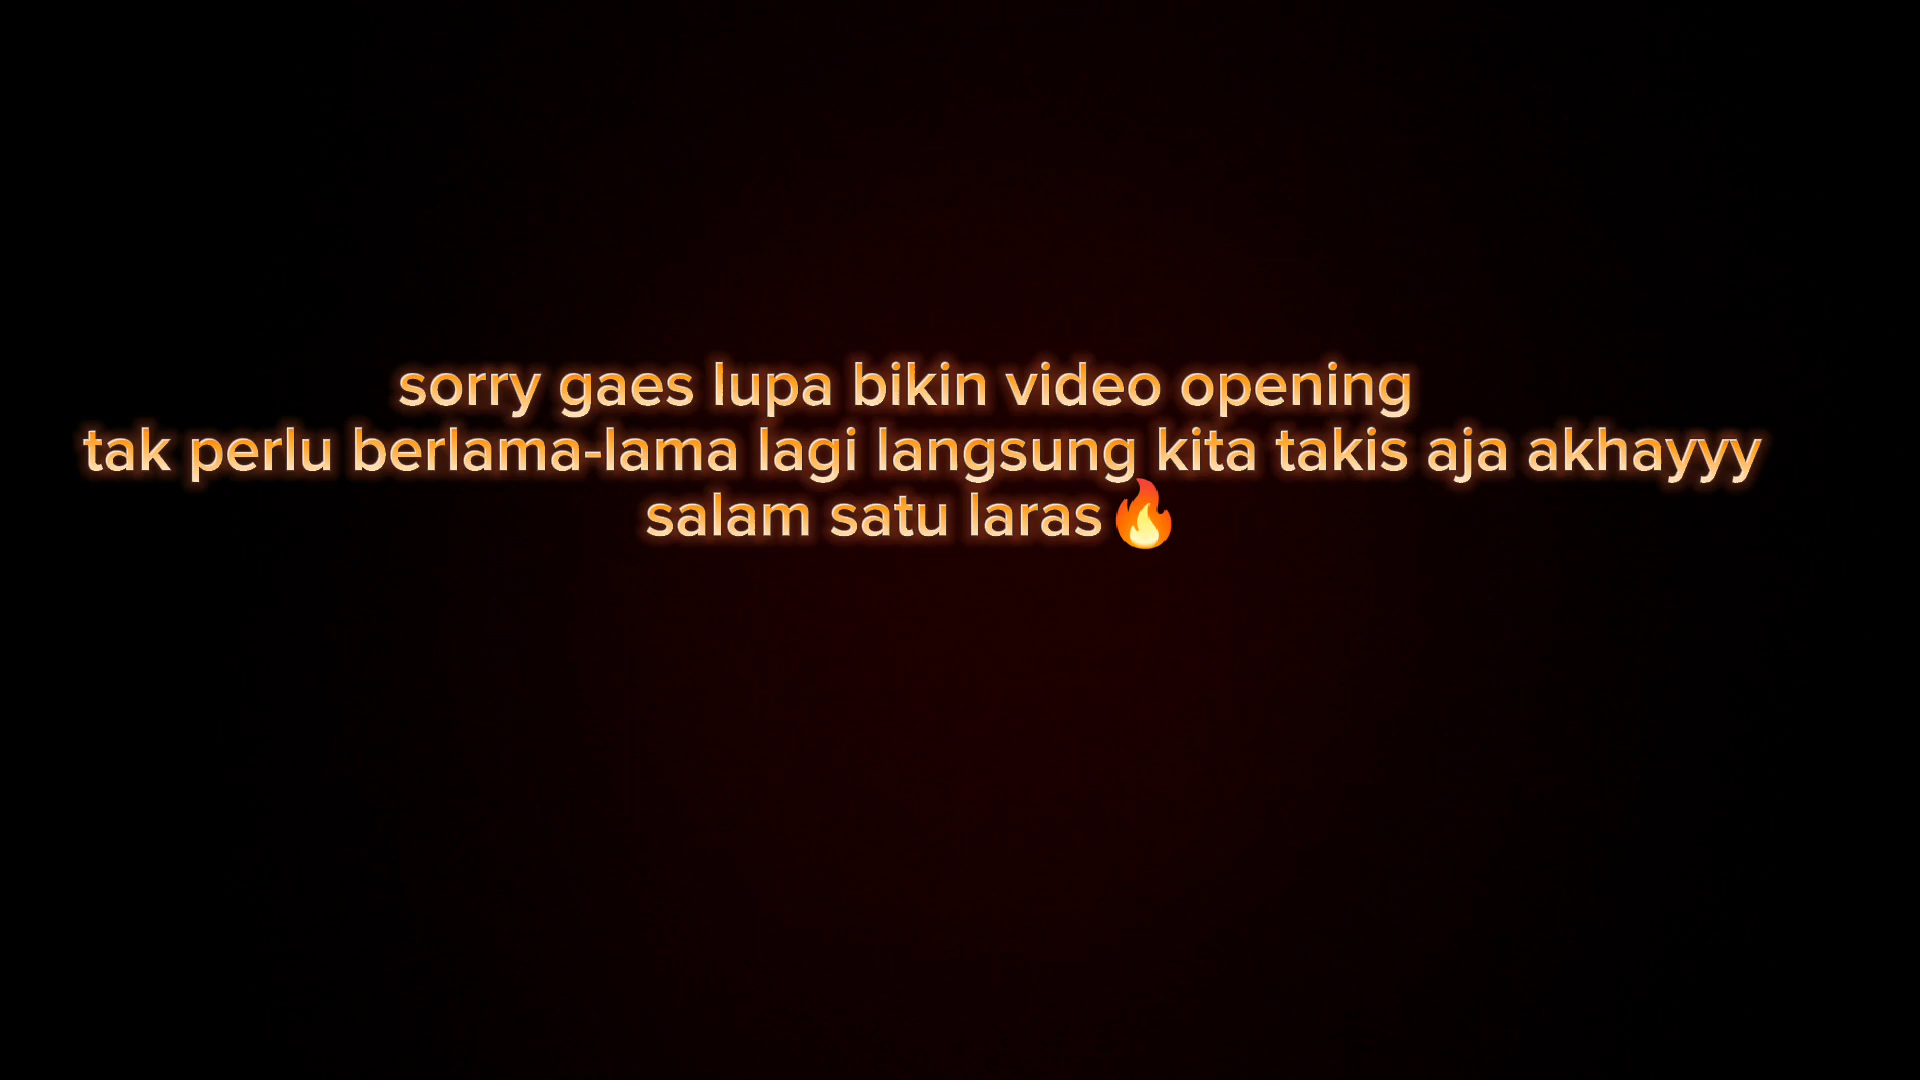 sorry gaes lupa bikin video opening
tak perlu berlama-lama lagi langsung kita takis aja akhayyy
salam satu laras🔥